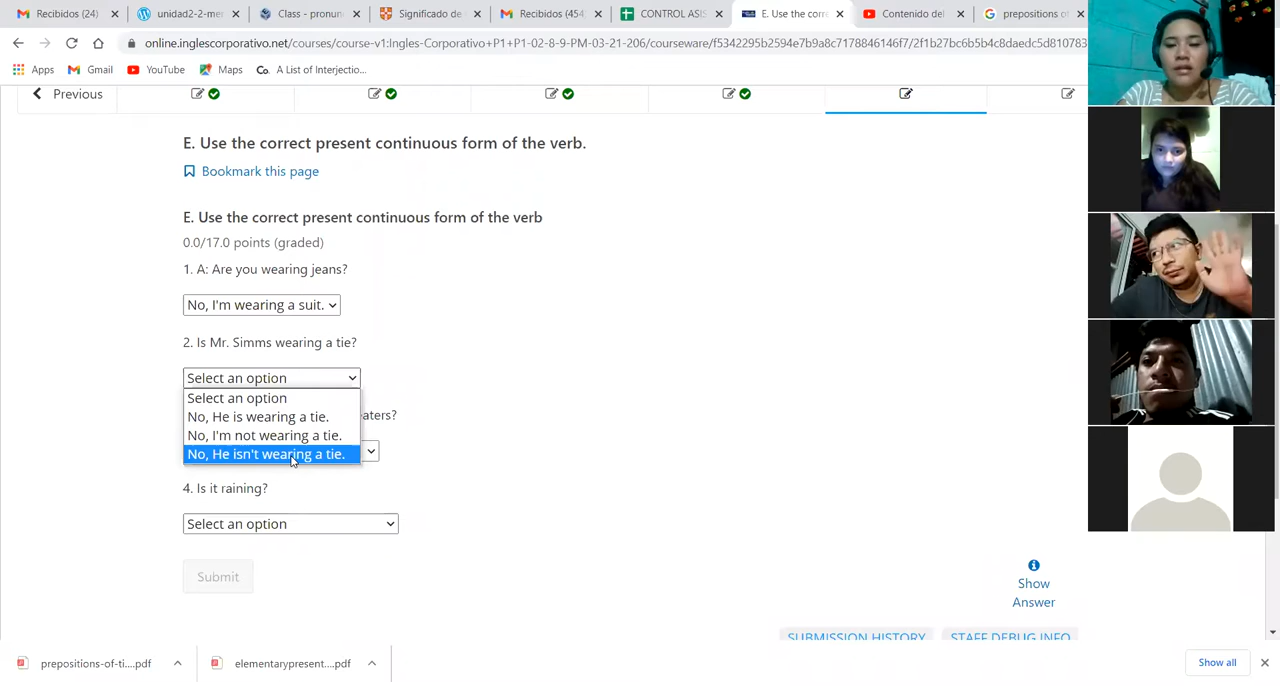 Recibidos (24)
unidad2-2-me
Class - pronun
Significado de
Recibidos (454
CONTROL ASIS
E. Use the corre
Contenido del
prepositions of
online.inglescorporativo.net/courses/course-v1:Ingles-Corporativo+P1+P1-02-8-9-PM-03-21-206/courseware/f5342295b2594e7b9a8c7178846146f7/2f1b27bc6b5b4c8daedc5d810783
Apps
Gmail
YouTube
Maps
Co. A List of Interjectio...
Previous
E. Use the correct present continuous form of the verb.
Bookmark this page
E. Use the correct present continuous form of the verb
0.0/17.0 points (graded)
1. A: Are you wearing jeans?
No, I'm wearing a suit.
2. Is Mr. Simms wearing a tie?
Select an option
Select an option
No, He is wearing a tie.
eaters?
No, I'm not wearing a tie.
No, He isn't wearing a tie.
4. Is it raining?
Select an option
Submit
Show
Answer
SUBMISSION HISTORY
STAFF DEBUG INFO
prepositions-of-ti....pdf
elementarypresent....pdf
Show all